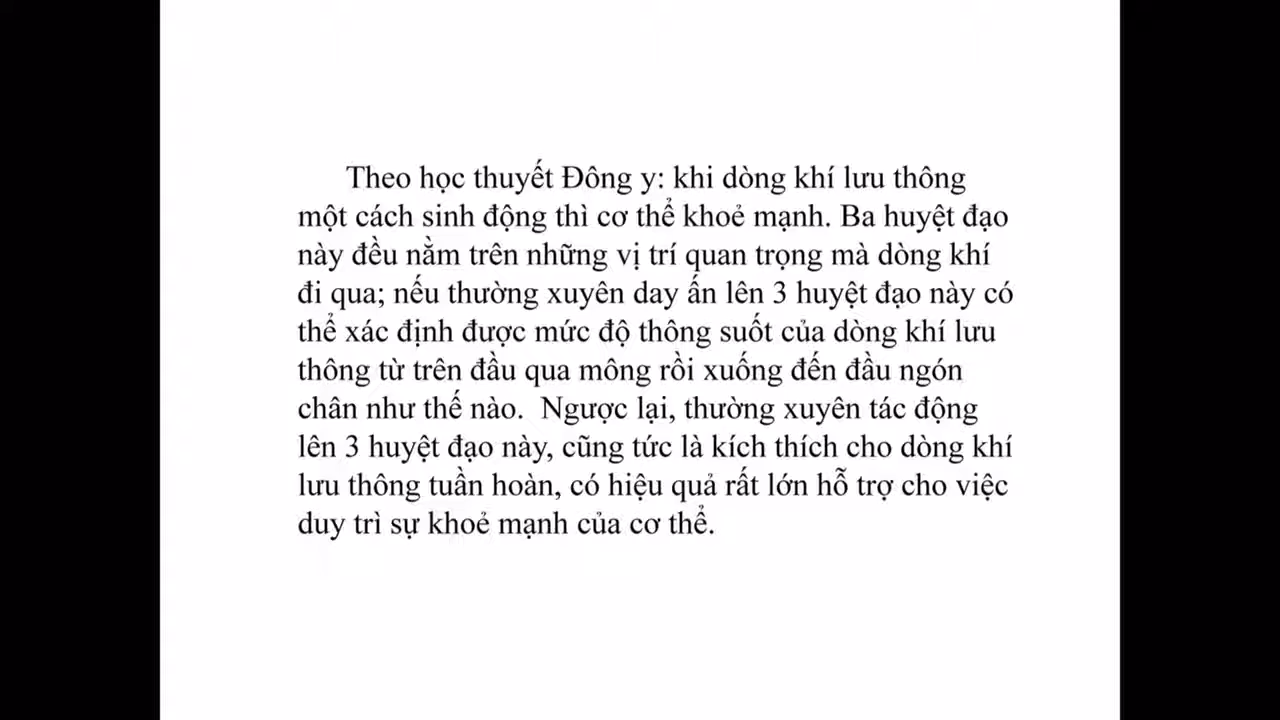 Theo học thuyết Đông y: khi dòng khí lưu thông
một cách sinh động thì cơ thể khoẻ mạnh. Ba huyệt đạo
này đều nằm trên những vị trí quan trọng mà dòng khí
đi qua; nếu thường xuyên day ấn lên 3 huyệt đạo này có
thể xác định được mức độ thông suốt của dòng khí lưu
thông từ trên đầu qua mông rồi xuống đến đầu ngón
chân như thế nào.  Ngược lại, thường xuyên tác động
lên 3 huyệt đạo này, cũng tức là kích thích cho dòng khí
lưu thông tuần hoàn, có hiệu quả rất lớn hỗ trợ cho việc
duy trì sự khoẻ mạnh của cơ thể.